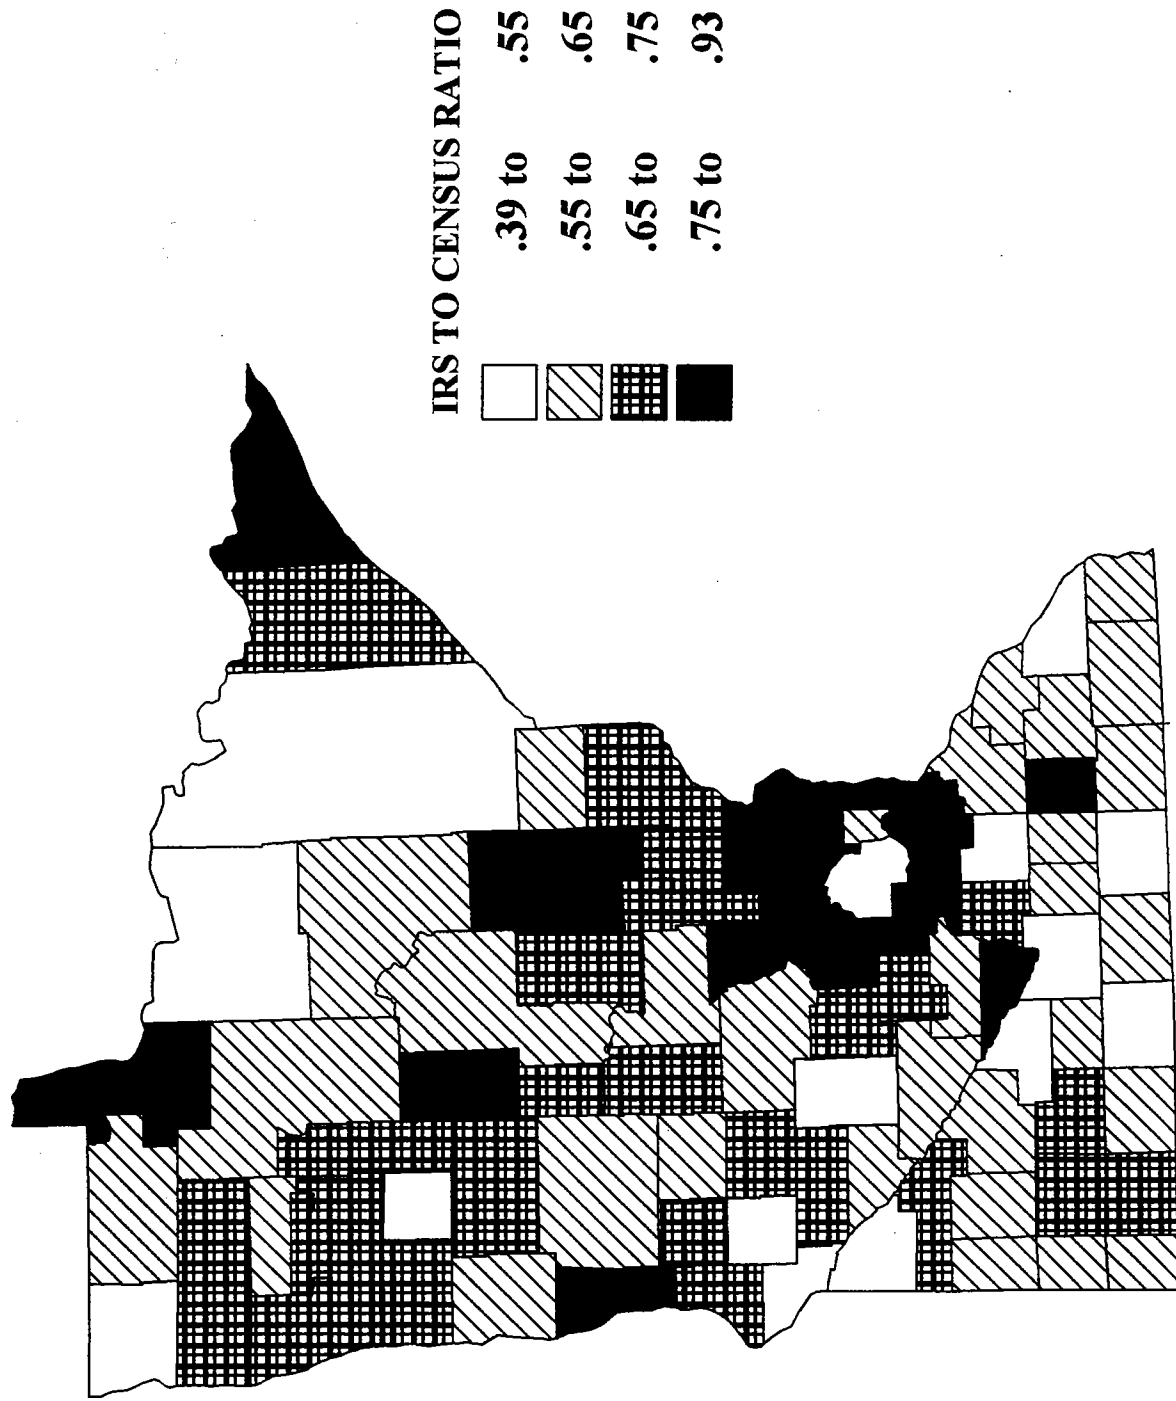 IRS TO CENSUS RATIO
.39 to .55
.55 to .65
.65 to .75
.75 to .93